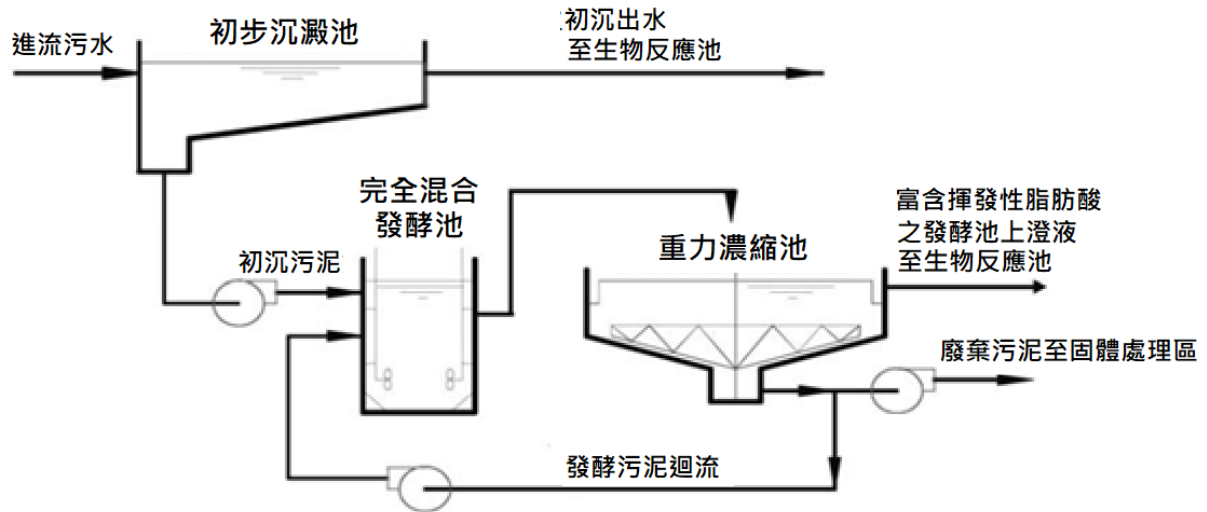 進流污水
初步沉澱池
初沉出水
至生物反應池
完全混合
發酵池
初沉污泥
重力濃縮池
富含揮發性脂肪酸
之發酵池上澄液
至生物反應池
廢棄污泥至固體處理區
發酵污泥迴流